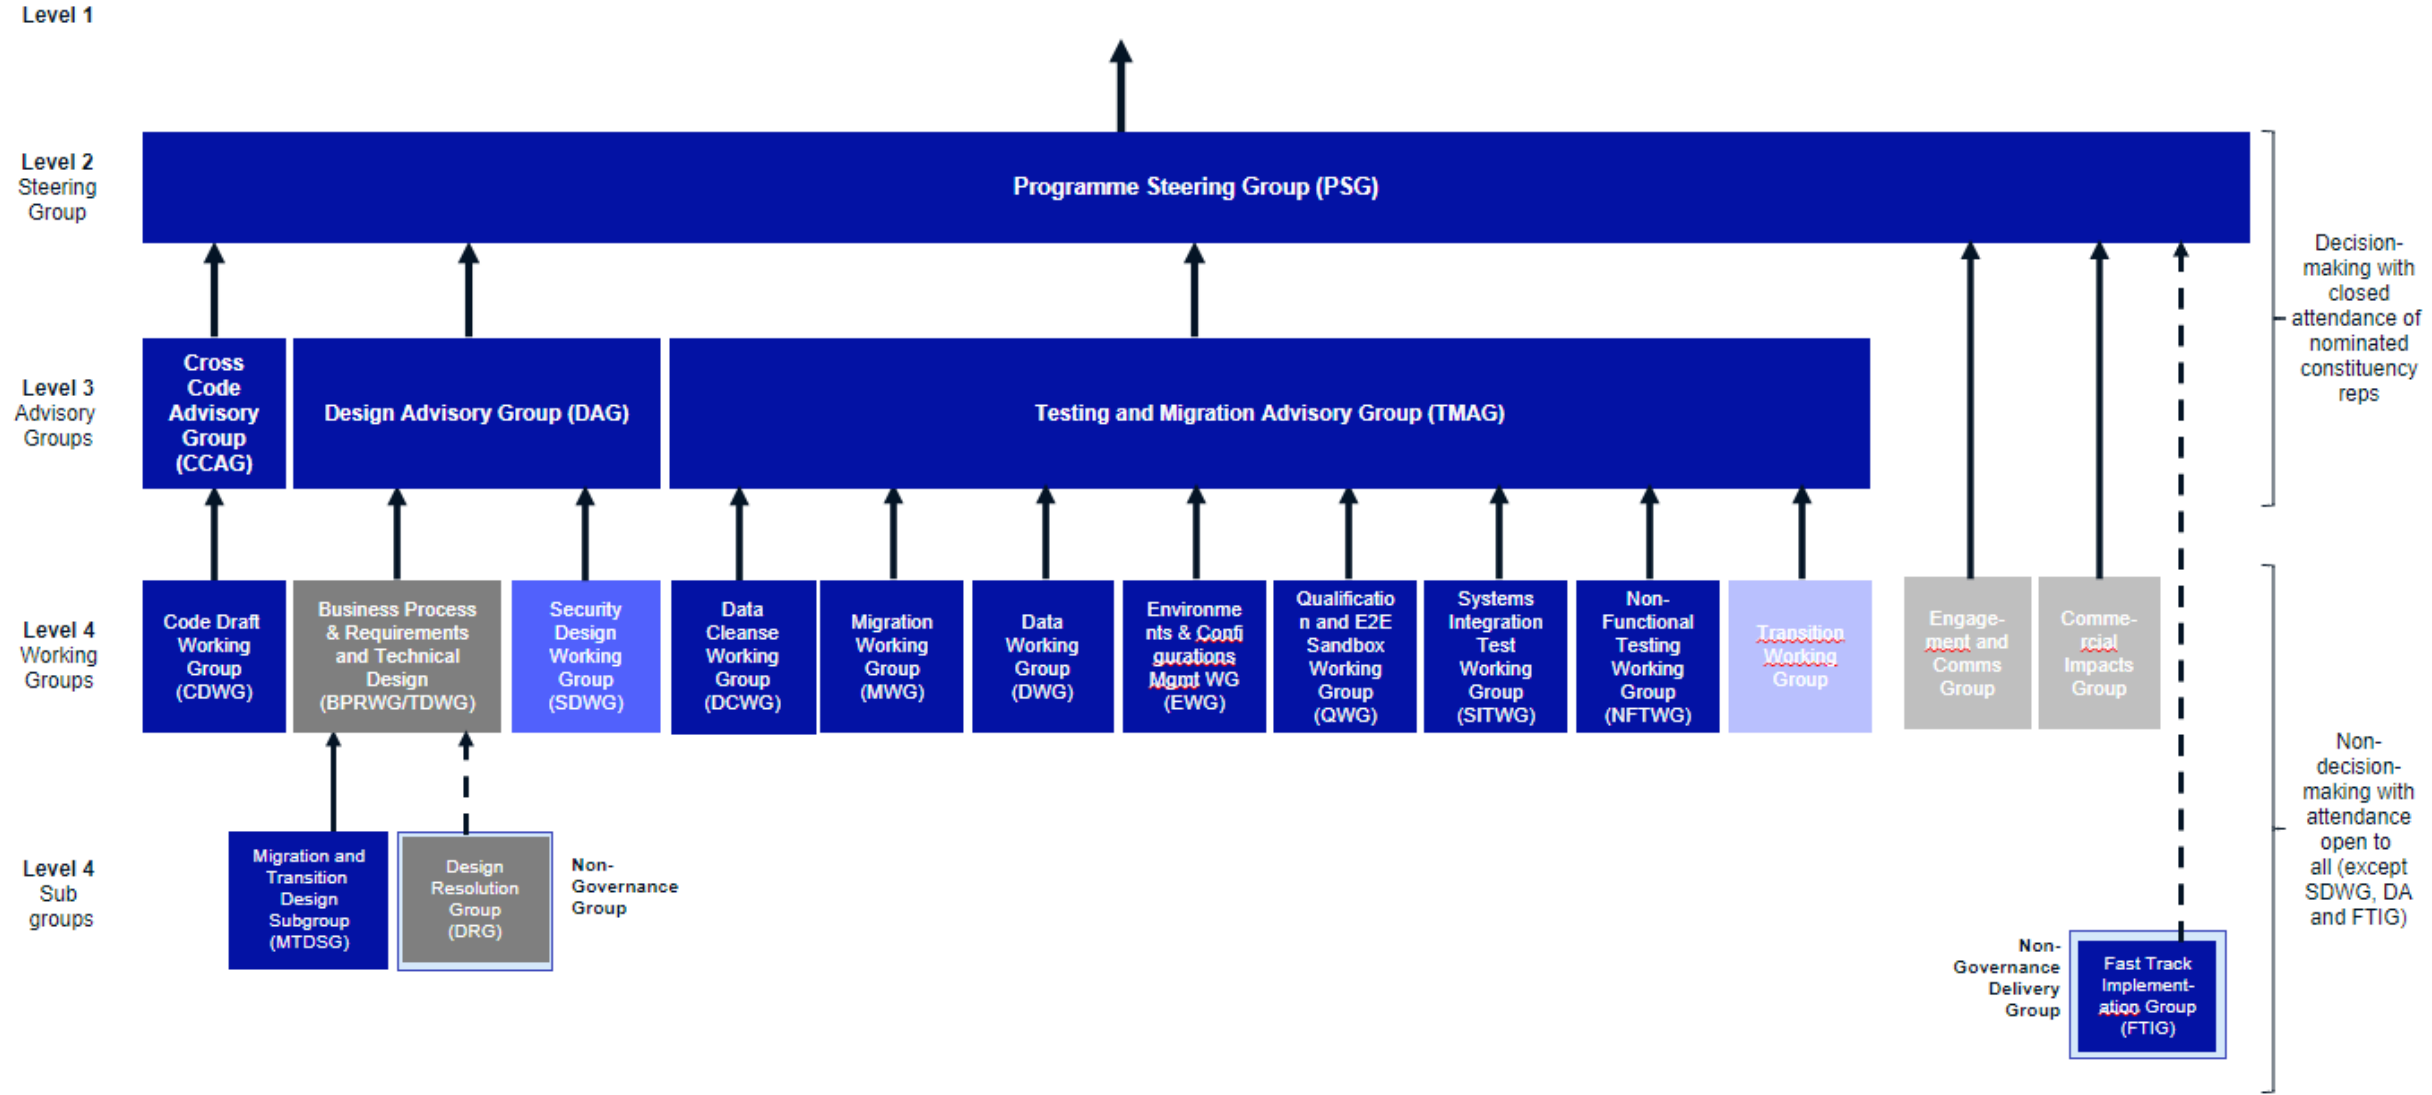 Level 1
Level 2
Steering
Group
Programme Steering Group (PSG)
Decision-
making with
closed
attendance of
nominated
constituency
reps
Level 3
Advisory
Groups
Cross
Code
Advisory
Group
(CCAG)
Design Advisory Group (DAG)
Testing and Migration Advisory Group (TMAG)
Level 4
Working
Groups
Code Draft
Working
Group
(CDWG)
Business Process
& Requirements
and Technical
Design
(BPRWG/TDWG)
Security
Design
Working
Group
(SDWG)
Data
Cleanse
Working
Group
(DCWG)
Migration
Working
Group
(MWG)
Data
Working
Group
(DWG)
Environme
nts & Confi
gurations
Mgmt WG
(EWG)
Qualificatio
n and E2E
Sandbox
Working
Group
(QWG)
Systems
Integration
Test
Working
Group
(SITWG)
Non-
Functional
Testing
Working
Group
(NFTWG)
Transition
Working
Group
Engage-
ment and
Comms
Group
Comme-
rcial
Impacts
Group
Non-
decision-
making with
attendance
open to
all (except
SDWG, DA
and FTIG)
Level 4
Sub
groups
Migration and
Transition
Design
Subgroup
(MTDSG)
Design
Resolution
Group
(DRG)
Non-
Governance
Group
Non-
Governance
Delivery
Group
Fast Track
Implement-
ation Group
(FTIG)